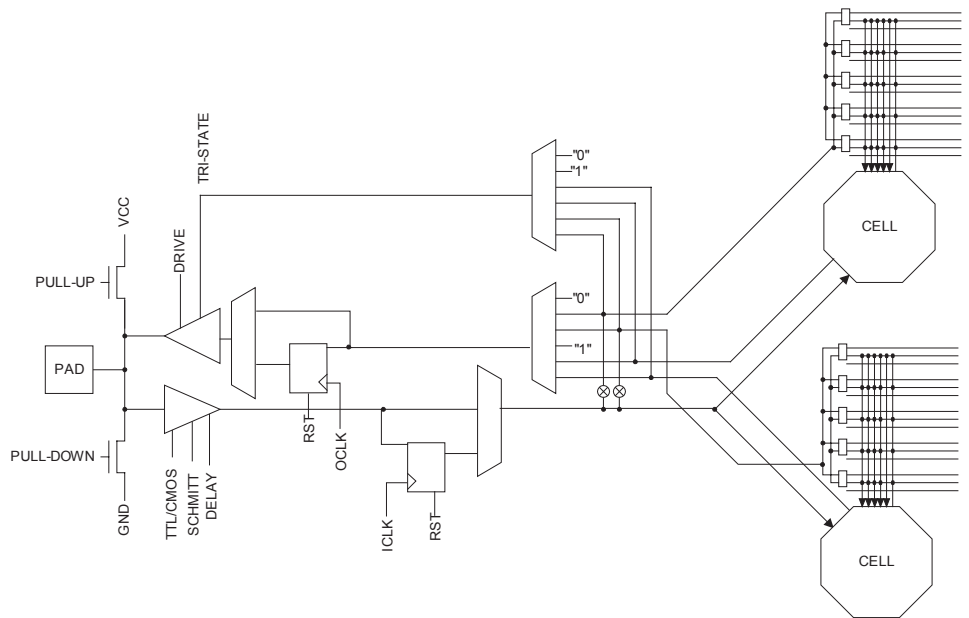 "0"
"1"
TRI-STATE
VCC
DRIVE
CELL
PULL-UP
"0"
"1"
PAD
RST
OCLK
PULL-DOWN
GND
TTL/CMOS
SCHMITT
DELAY
ICLK
RST
CELL